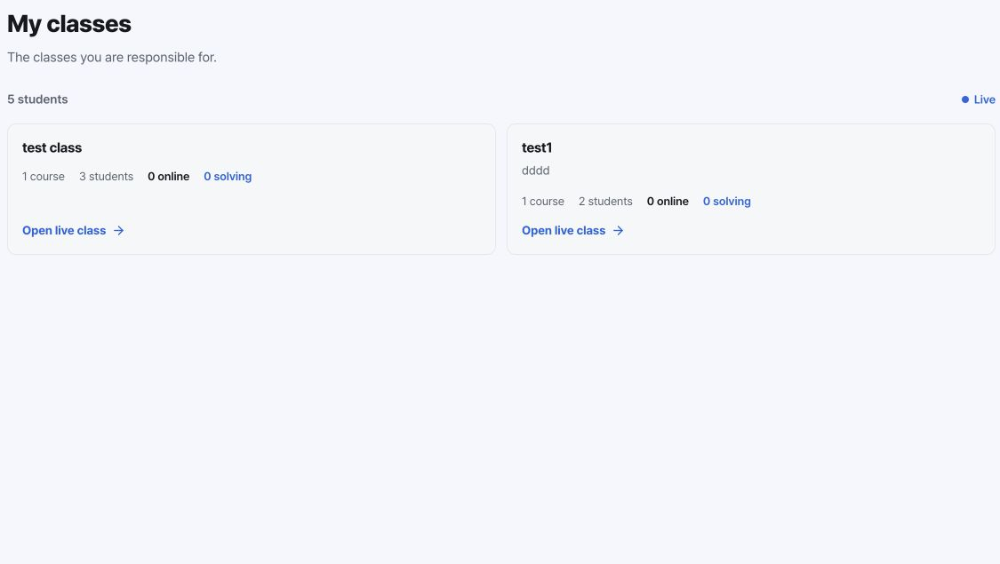 My classes
The classes you are responsible for.
5 students
Live
test class
1 course 3 students 0 online 0 solving
Open live class →
test1
dddd
1 course 2 students 0 online 0 solving
Open live class →